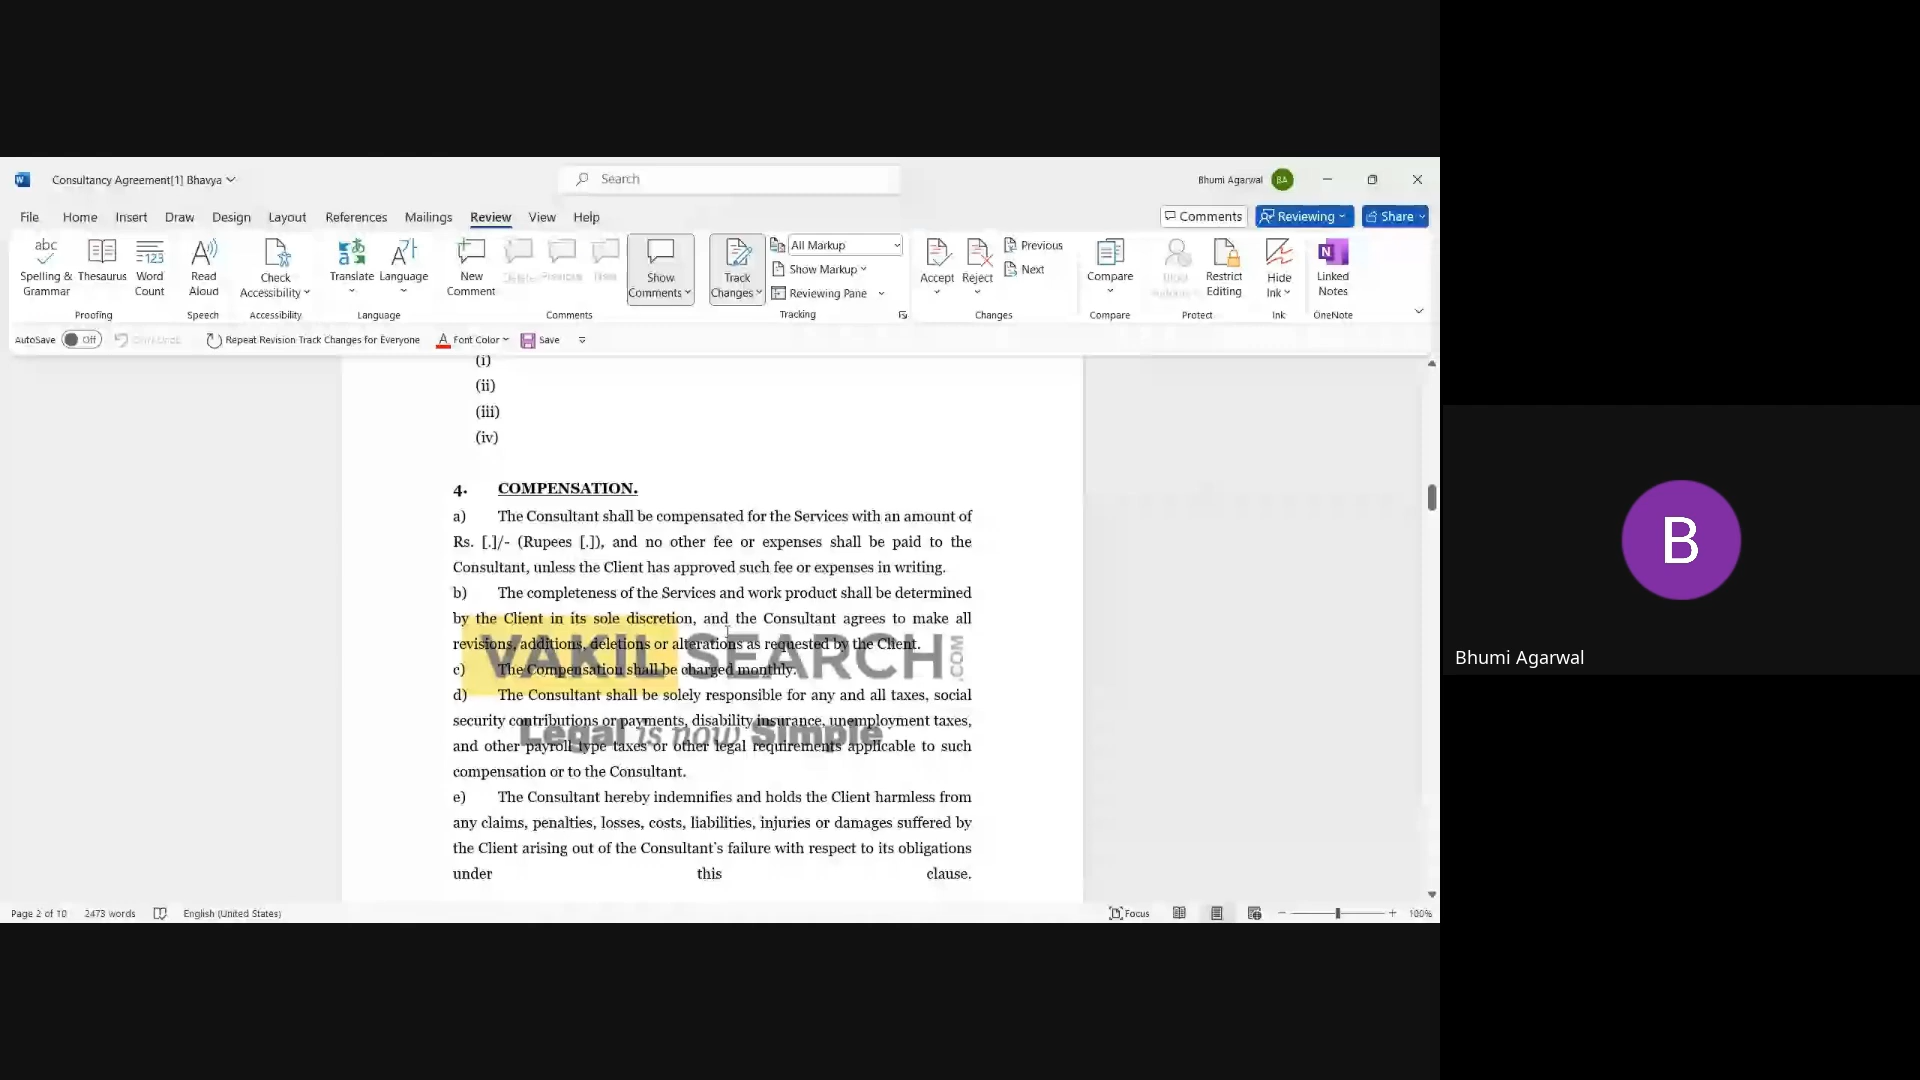 Consultancy Agreement[1] Bhavya
Search
Bhumi Agarwal
BA
File Home Insert Draw Design Layout References Mailings Review View Help
Comments
Reviewing
Share
abc
Spelling & Grammar
Thesaurus
123
Word Count
Read Aloud
Check Accessibility
Translate
Language
New Comment
Previous
Show Comments
Track Changes
All Markup
Show Markup
Reviewing Pane
Accept
Reject
Previous
Next
Compare
Restrict Editing
Hide Ink
Linked Notes
Proofing Speech Accessibility Language Comments Tracking Changes Compare Protect Ink OneNote
AutoSave Off
Repeat Revision Track Changes for Everyone
Font Color
Save
(i)
(ii)
(iii)
(iv)
4. COMPENSATION.
a) The Consultant shall be compensated for the Services with an amount of
Rs. [.]/- (Rupees [.]), and no other fee or expenses shall be paid to the
Consultant, unless the Client has approved such fee or expenses in writing.
b) The completeness of the Services and work product shall be determined
by the Client in its sole discretion, and the Consultant agrees to make all
revisions, additions, deletions or alterations as requested by the Client.
VAKILSEARCH.COM
c) The Compensation shall be charged monthly.
d) The Consultant shall be solely responsible for any and all taxes, social
security contributions or payments, disability insurance, unemployment taxes,
Legal is now Simple
and other payroll type taxes or other legal requirements applicable to such
compensation or to the Consultant.
e) The Consultant hereby indemnifies and holds the Client harmless from
any claims, penalties, losses, costs, liabilities, injuries or damages suffered by
the Client arising out of the Consultant's failure with respect to its obligations
under this clause.
Page 2 of 10
2473 words
English (United States)
Focus
100%
B
Bhumi Agarwal